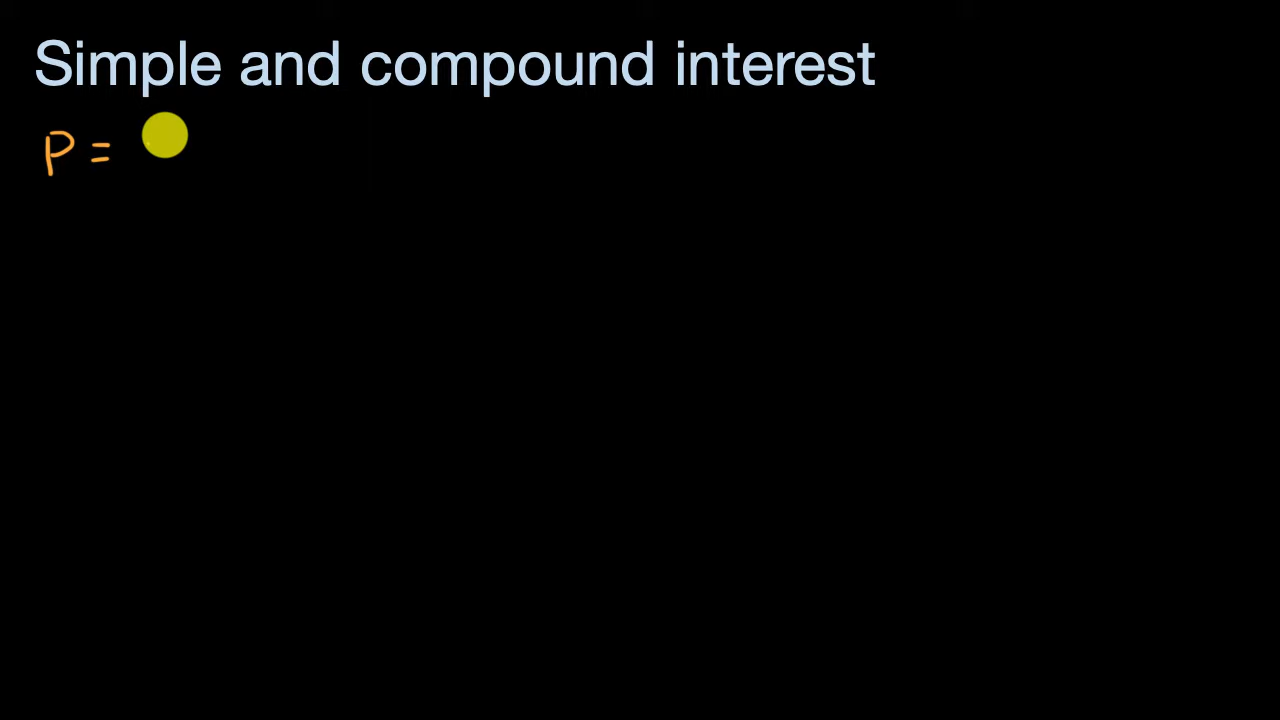 Simple and compound interest
P =